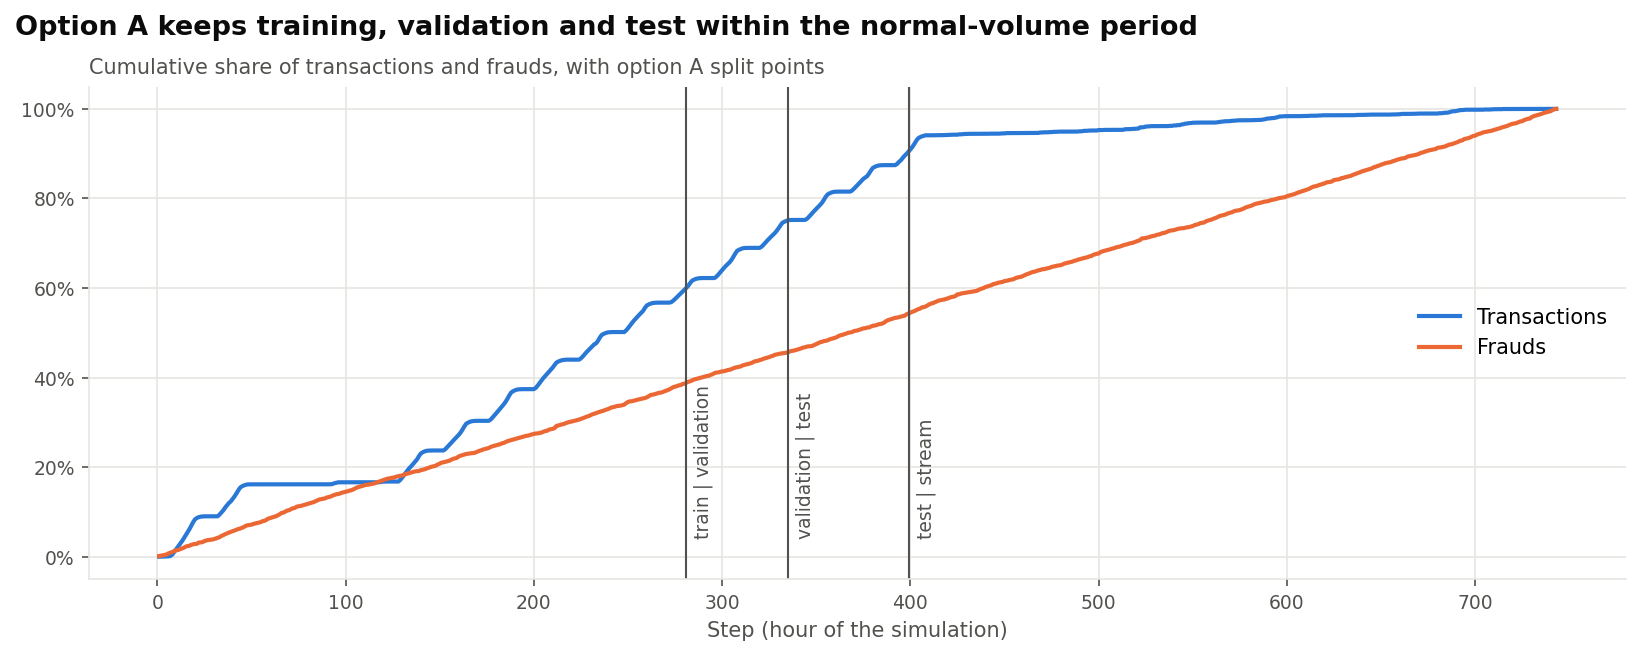 Option A keeps training, validation and test within the normal-volume period
Cumulative share of transactions and frauds, with option A split points
100%
80%
60%
40%
20%
0%
train | validation
validation | test
test | stream
Transactions
Frauds
0
100
200
300
400
500
600
700
Step (hour of the simulation)